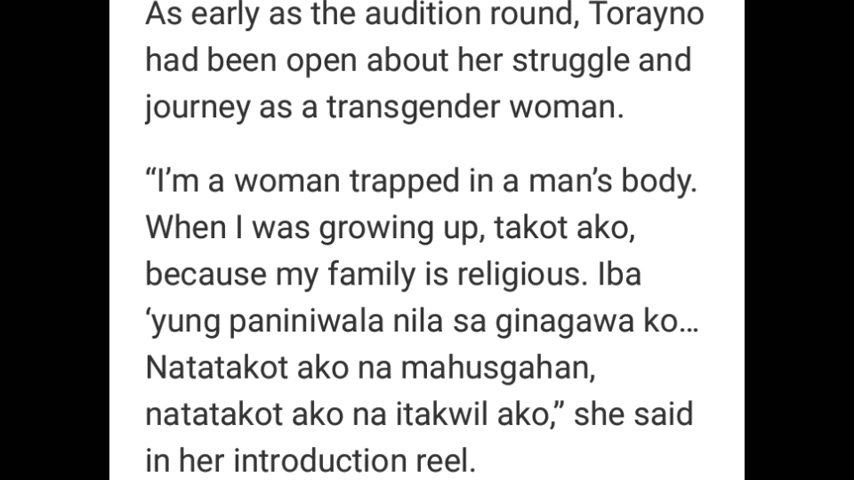 As early as the audition round, Torayno
had been open about her struggle and
journey as a transgender woman.
“I’m a woman trapped in a man’s body.
When I was growing up, takot ako,
because my family is religious. Iba
‘yung paniniwala nila sa ginagawa ko…
Natatakot ako na mahusgahan,
natatakot ako na itakwil ako,” she said
in her introduction reel.